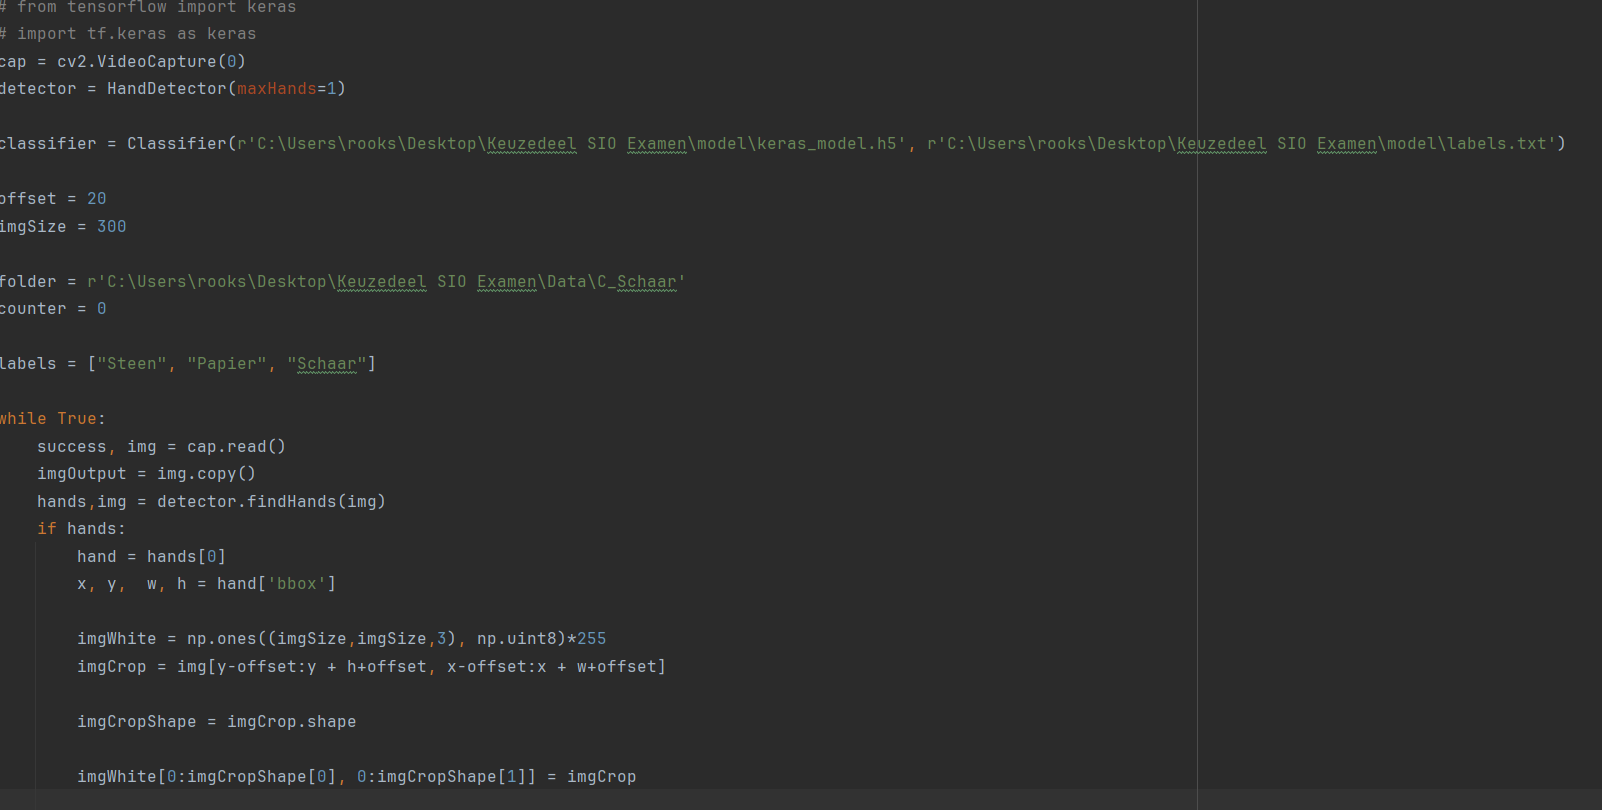 # from tensorflow import keras
# import tf.keras as keras
cap = cv2.VideoCapture(0)
detector = HandDetector(maxHands=1)
classifier = Classifier(r'C:\Users\rooks\Desktop\Keuzedeel SIO Examen\model\keras_model.h5', r'C:\Users\rooks\Desktop\Keuzedeel SIO Examen\model\labels.txt')
offset = 20
imgSize = 300
folder = r'C:\Users\rooks\Desktop\Keuzedeel SIO Examen\Data\C_Schaar'
counter = 0
labels = ["Steen", "Papier", "Schaar"]
while True:
    success, img = cap.read()
    imgOutput = img.copy()
    hands,img = detector.findHands(img)
    if hands:
        hand = hands[0]
        x, y,  w, h = hand['bbox']
        imgWhite = np.ones((imgSize,imgSize,3), np.uint8)*255
        imgCrop = img[y-offset:y + h+offset, x-offset:x + w+offset]
        imgCropShape = imgCrop.shape
        imgWhite[0:imgCropShape[0], 0:imgCropShape[1]] = imgCrop